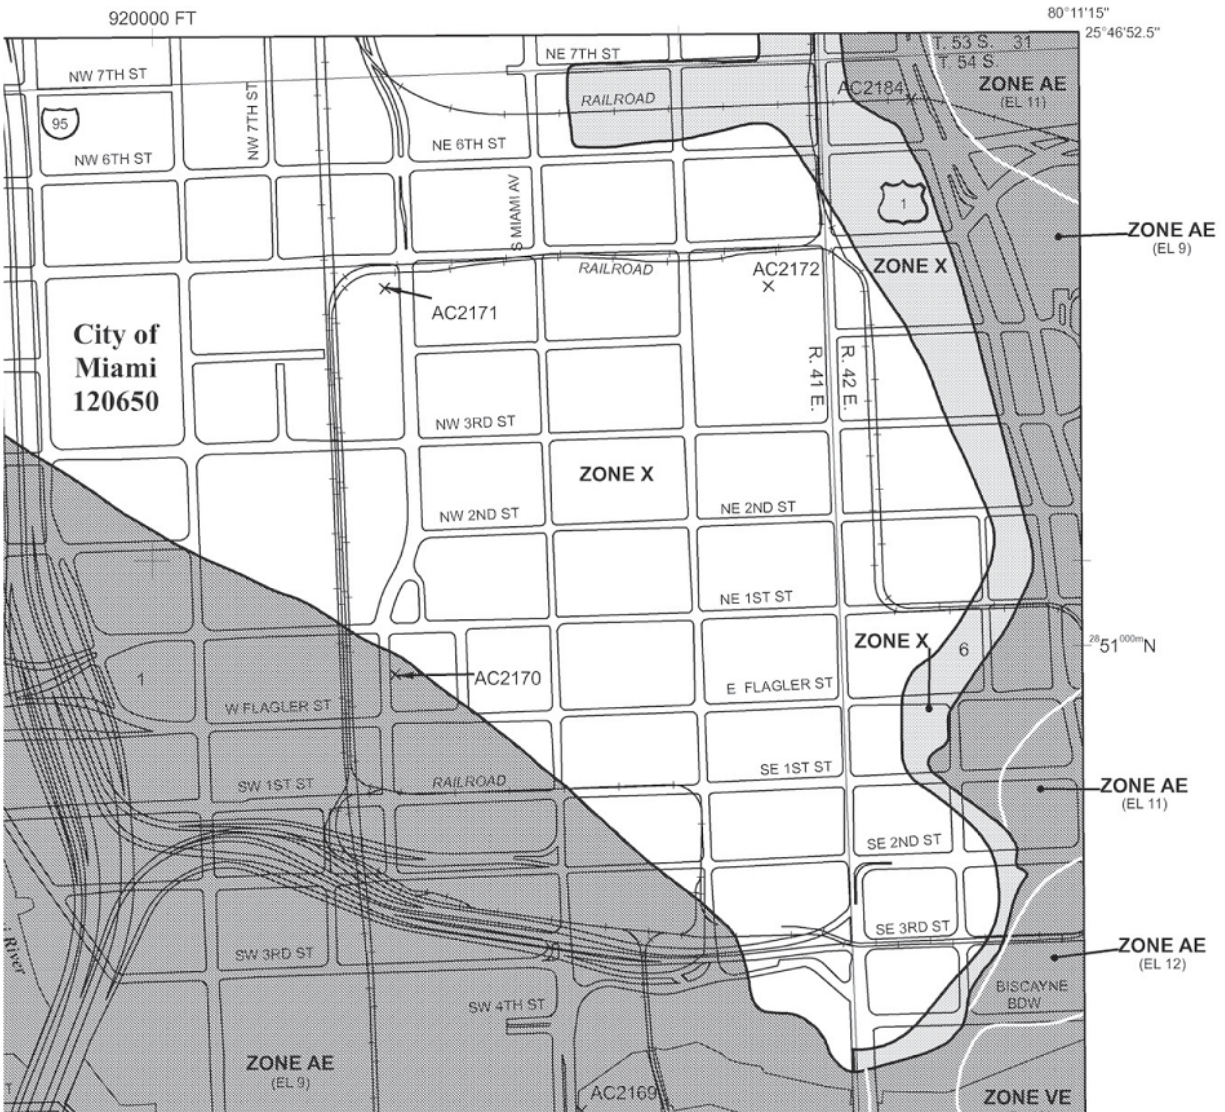 920000 FT
80°11'15"
25°46'52.5"
NW 7TH ST
NE 7TH ST
T. 53 S. 31
T. 54 S.
ZONE AE
(EL 11)
95
NW 7TH ST
RAILROAD
AC2184
NW 6TH ST
NE 6TH ST
S MIAMI AV
1
ZONE AE
(EL 9)
RAILROAD
AC2172
ZONE X
AC2171
City of
Miami
120650
R. 41 E.
R. 42 E.
NW 3RD ST
ZONE X
NW 2ND ST
NE 2ND ST
NE 1ST ST
ZONE X
6
2851000m N
1
AC2170
E FLAGLER ST
W FLAGLER ST
SW 1ST ST
RAILROAD
SE 1ST ST
ZONE AE
(EL 11)
SE 2ND ST
SE 3RD ST
SW 3RD ST
River
ZONE AE
(EL 12)
BISCAYNE
BDW
SW 4TH ST
ZONE AE
(EL 9)
AC2169
ZONE VE